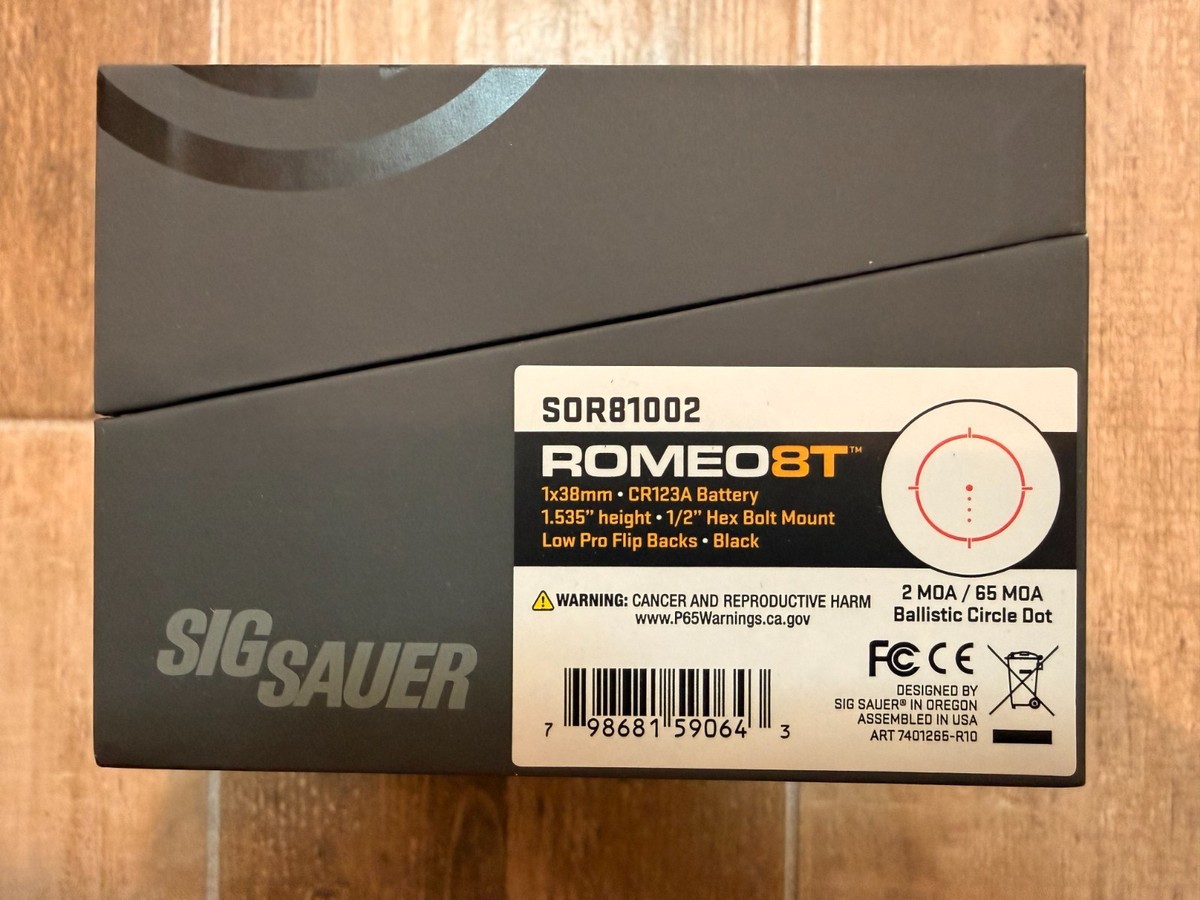 SOR81002
ROMEO8T™
1x38mm • CR123A Battery
1.535” height • 1/2” Hex Bolt Mount
Low Pro Flip Backs • Black
2 MOA / 65 MOA
Ballistic Circle Dot
WARNING: CANCER AND REPRODUCTIVE HARM
www.P65Warnings.ca.gov
SIG SAUER
FCC CE
DESIGNED BY
SIG SAUER® IN OREGON
ASSEMBLED IN USA
ART 7401265-R10
7 98681 59064 3